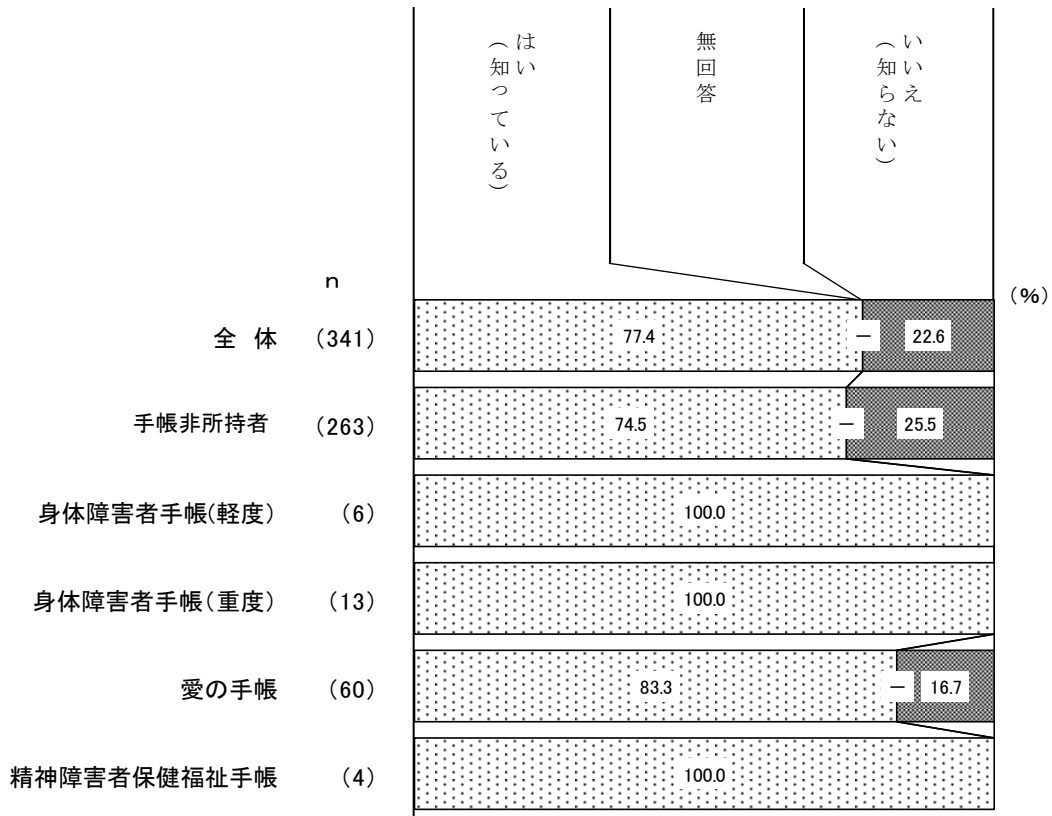 はい
（知っている）
無回答
いいえ
（知らない）
n
(%)
全 体 (341) 77.4 － 22.6
手帳非所持者 (263) 74.5 － 25.5
身体障害者手帳(軽度) (6) 100.0
身体障害者手帳(重度) (13) 100.0
愛の手帳 (60) 83.3 － 16.7
精神障害者保健福祉手帳 (4) 100.0